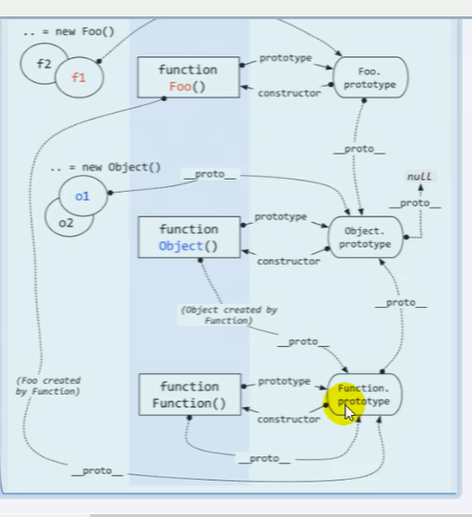 .. = new Foo()
f2
f1
function
Foo()
prototype
constructor
Foo.
prototype
__proto__
.. = new Object()
__proto__
null
__proto__
o1
o2
function
Object()
prototype
constructor
Object.
prototype
(Object created by
Function)
__proto__
__proto__
(Foo created
by Function)
function
Function()
prototype
constructor
Function.
prototype
__proto__
__proto__